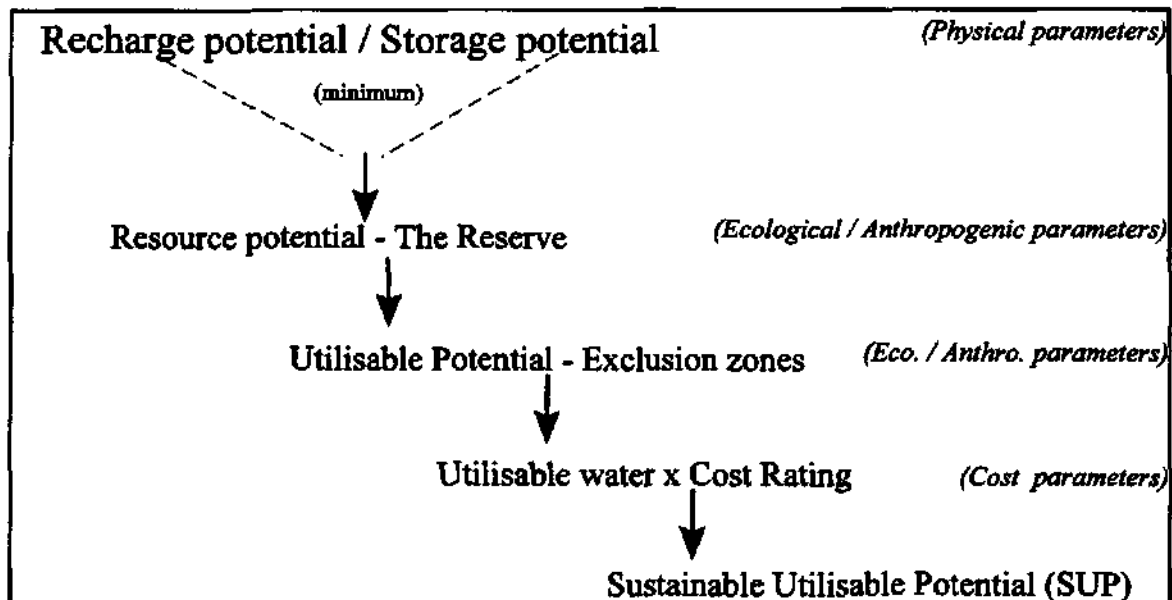 Recharge potential / Storage potential (Physical parameters)
(minimum)
Resource potential - The Reserve (Ecological / Anthropogenic parameters)
Utilisable Potential - Exclusion zones (Eco. / Anthro. parameters)
Utilisable water x Cost Rating (Cost parameters)
Sustainable Utilisable Potential (SUP)